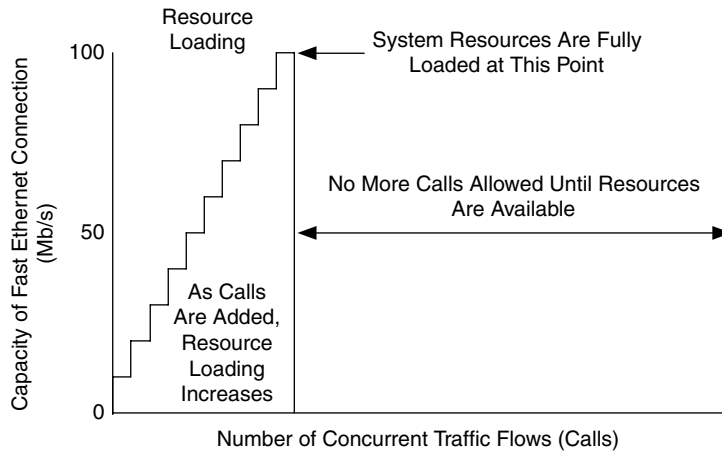 Resource
Loading
System Resources Are Fully
Loaded at This Point
No More Calls Allowed Until Resources
Are Available
As Calls
Are Added,
Resource
Loading
Increases
Capacity of Fast Ethernet Connection
(Mb/s)
100
50
0
Number of Concurrent Traffic Flows (Calls)